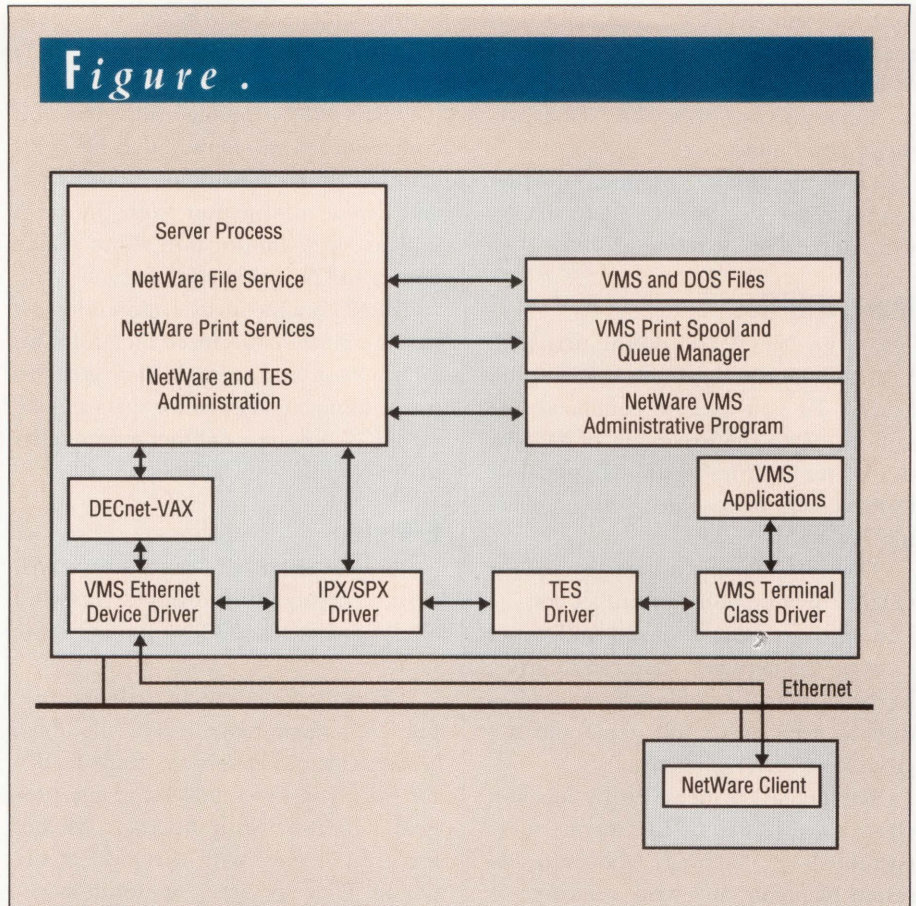 Figure .
Server Process
NetWare File Service
NetWare Print Services
NetWare and TES
Administration
VMS and DOS Files
VMS Print Spool and
Queue Manager
NetWare VMS
Administrative Program
VMS
Applications
DECnet-VAX
VMS Ethernet
Device Driver
IPX/SPX
Driver
TES
Driver
VMS Terminal
Class Driver
Ethernet
NetWare Client